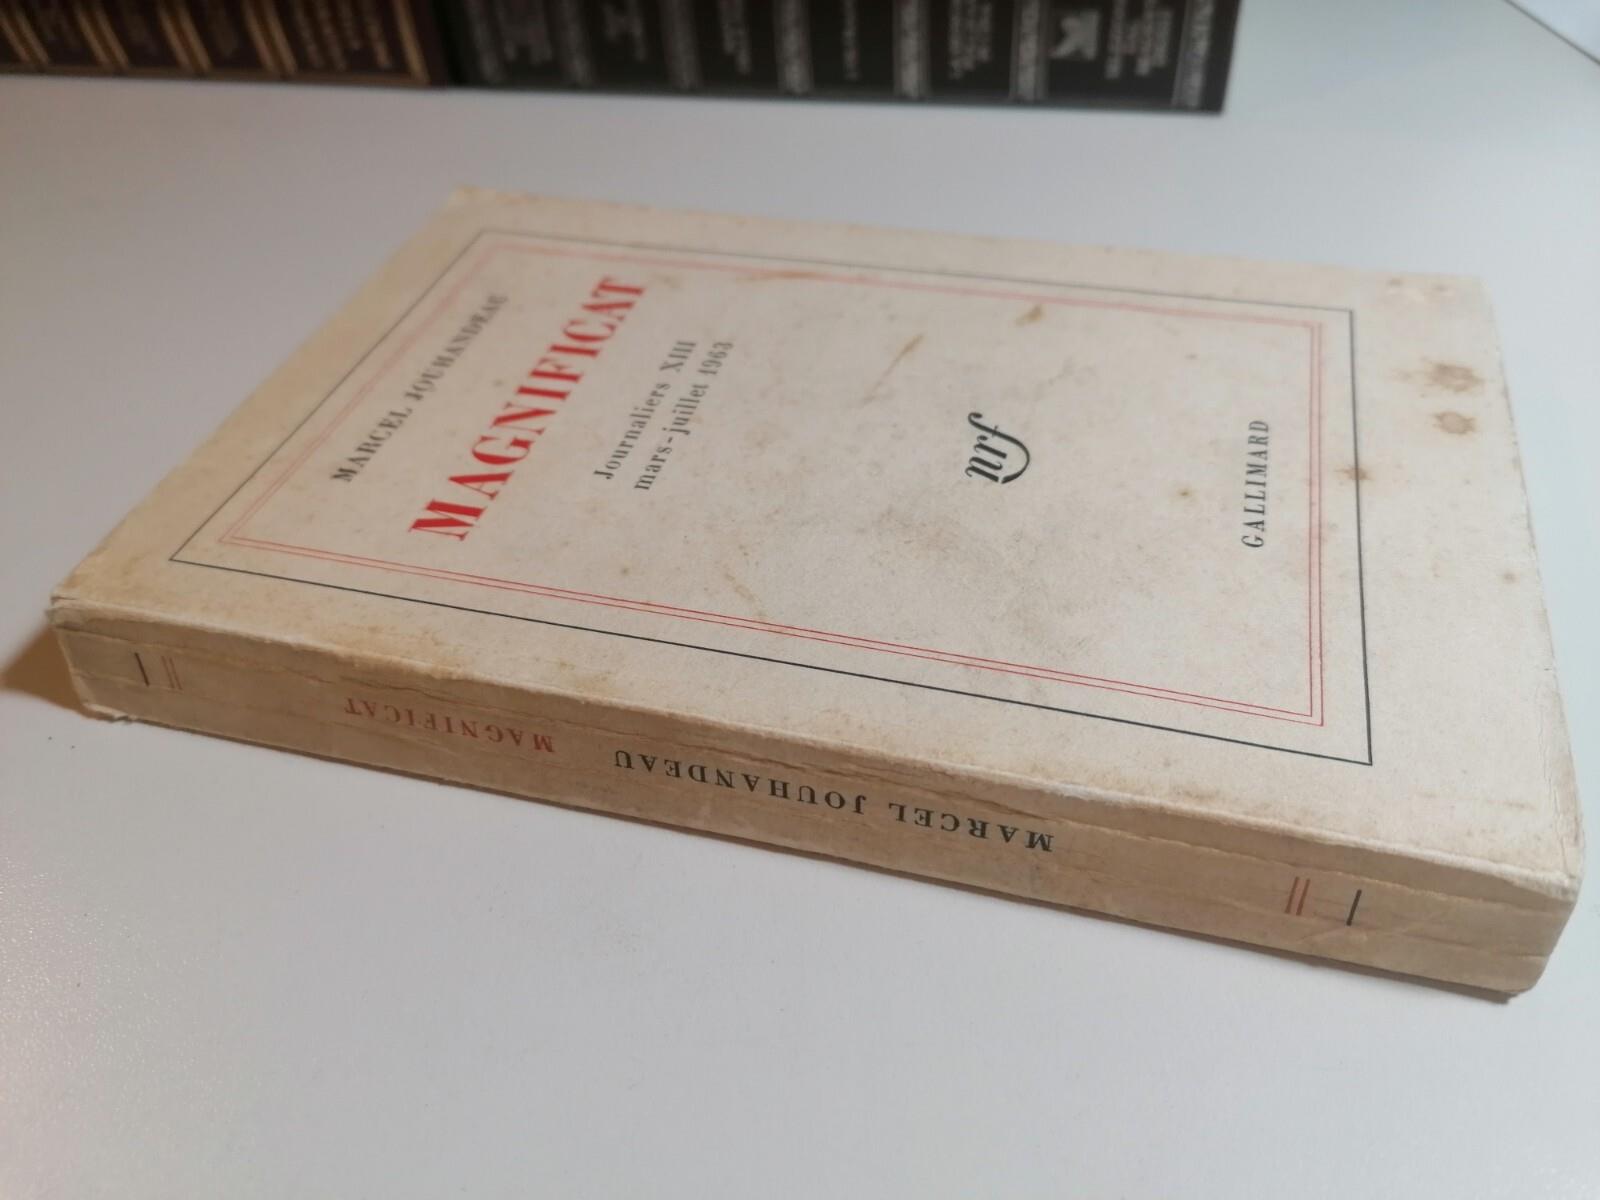 MARCEL JOUHANDEAU
MAGNIFICAT
Journaliers XIII
mars-juillet 1963
nrf
GALLIMARD
MARCEL JOUHANDEAU
MAGNIFICAT